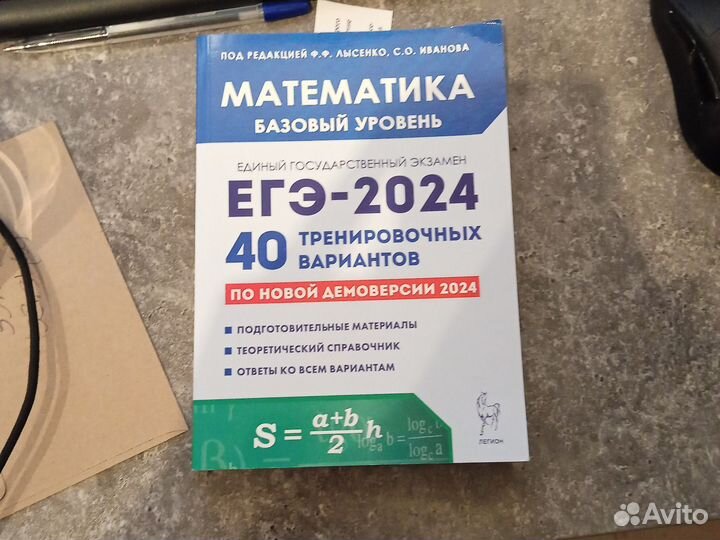 ПОД РЕДАКЦИЕЙ Ф.Ф. ЛЫСЕНКО, С.О. ИВАНОВА
МАТЕМАТИКА
БАЗОВЫЙ УРОВЕНЬ
ЕДИНЫЙ ГОСУДАРСТВЕННЫЙ ЭКЗАМЕН
ЕГЭ-2024
40 ТРЕНИРОВОЧНЫХ
ВАРИАНТОВ
ПО НОВОЙ ДЕМОВЕРСИИ 2024
ПОДГОТОВИТЕЛЬНЫЕ МАТЕРИАЛЫ
ТЕОРЕТИЧЕСКИЙ СПРАВОЧНИК
ОТВЕТЫ КО ВСЕМ ВАРИАНТАМ
S = a+b/2 h
ЛЕГИОН
Avito